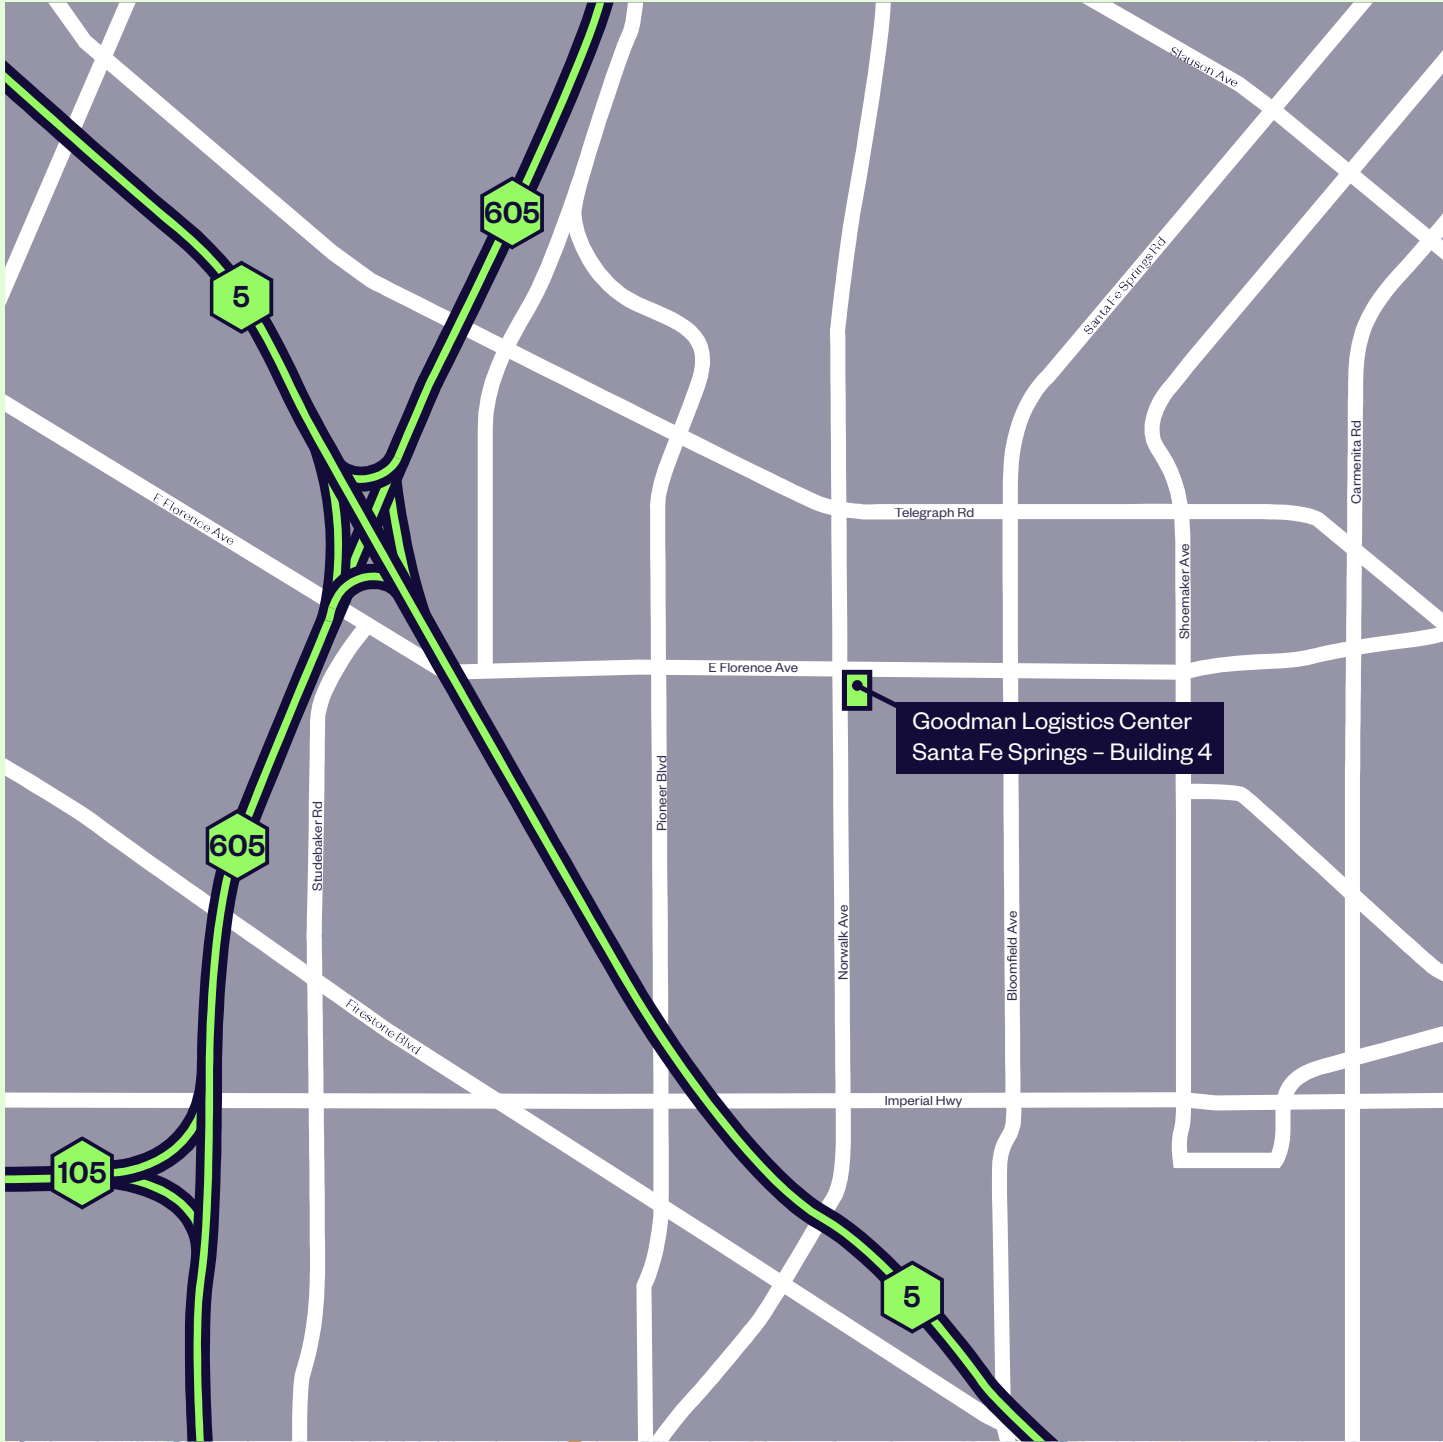 Slauson Ave
605
Santa Fe Springs Rd
5
Carmenita Rd
E Florence Ave
Telegraph Rd
Shoemaker Ave
E Florence Ave
Goodman Logistics Center
Santa Fe Springs – Building 4
Pioneer Blvd
605
Studebaker Rd
Norwalk Ave
Bloomfield Ave
Firestone Blvd
Imperial Hwy
105
5